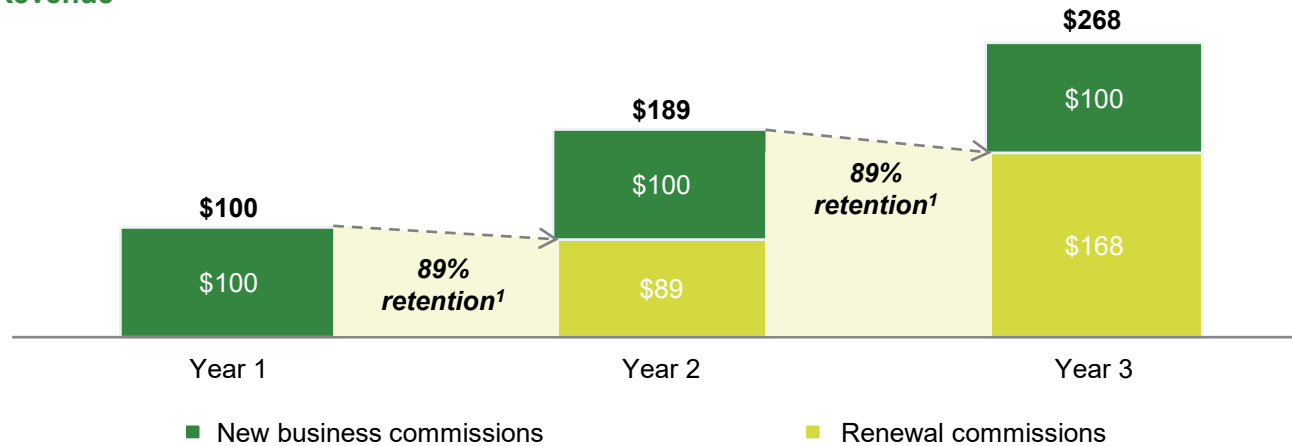 $268
$100
$189
$100
89%
retention¹
$100
$168
89%
retention¹
$100
$89
Year 1
Year 2
Year 3
New business commissions
Renewal commissions